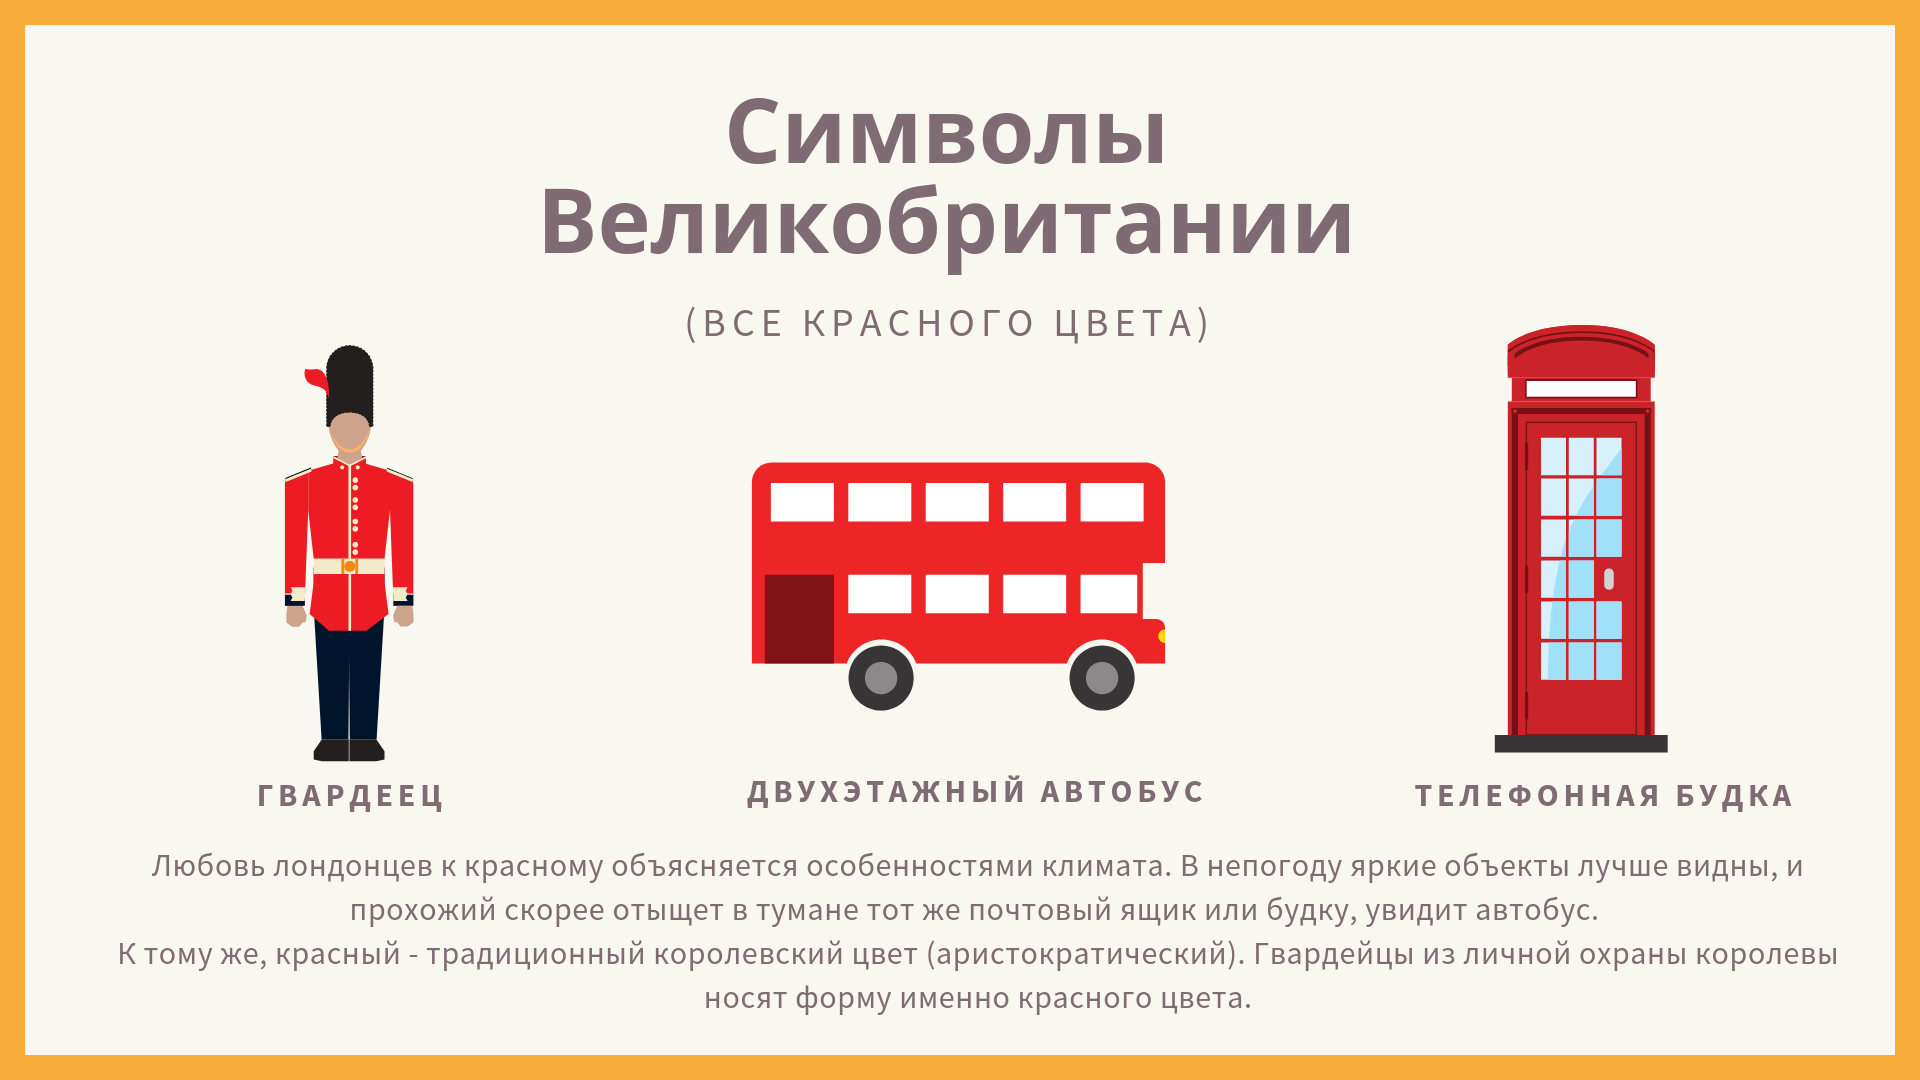 Символы
Великобритании
(ВСЕ КРАСНОГО ЦВЕТА)
ГВАРДЕЕЦ
ДВУХЭТАЖНЫЙ АВТОБУС
ТЕЛЕФОННАЯ БУДКА
Любовь лондонцев к красному объясняется особенностями климата. В непогоду яркие объекты лучше видны, и
прохожий скорее отыщет в тумане тот же почтовый ящик или будку, увидит автобус.
К тому же, красный - традиционный королевский цвет (аристократический). Гвардейцы из личной охраны королевы
носят форму именно красного цвета.